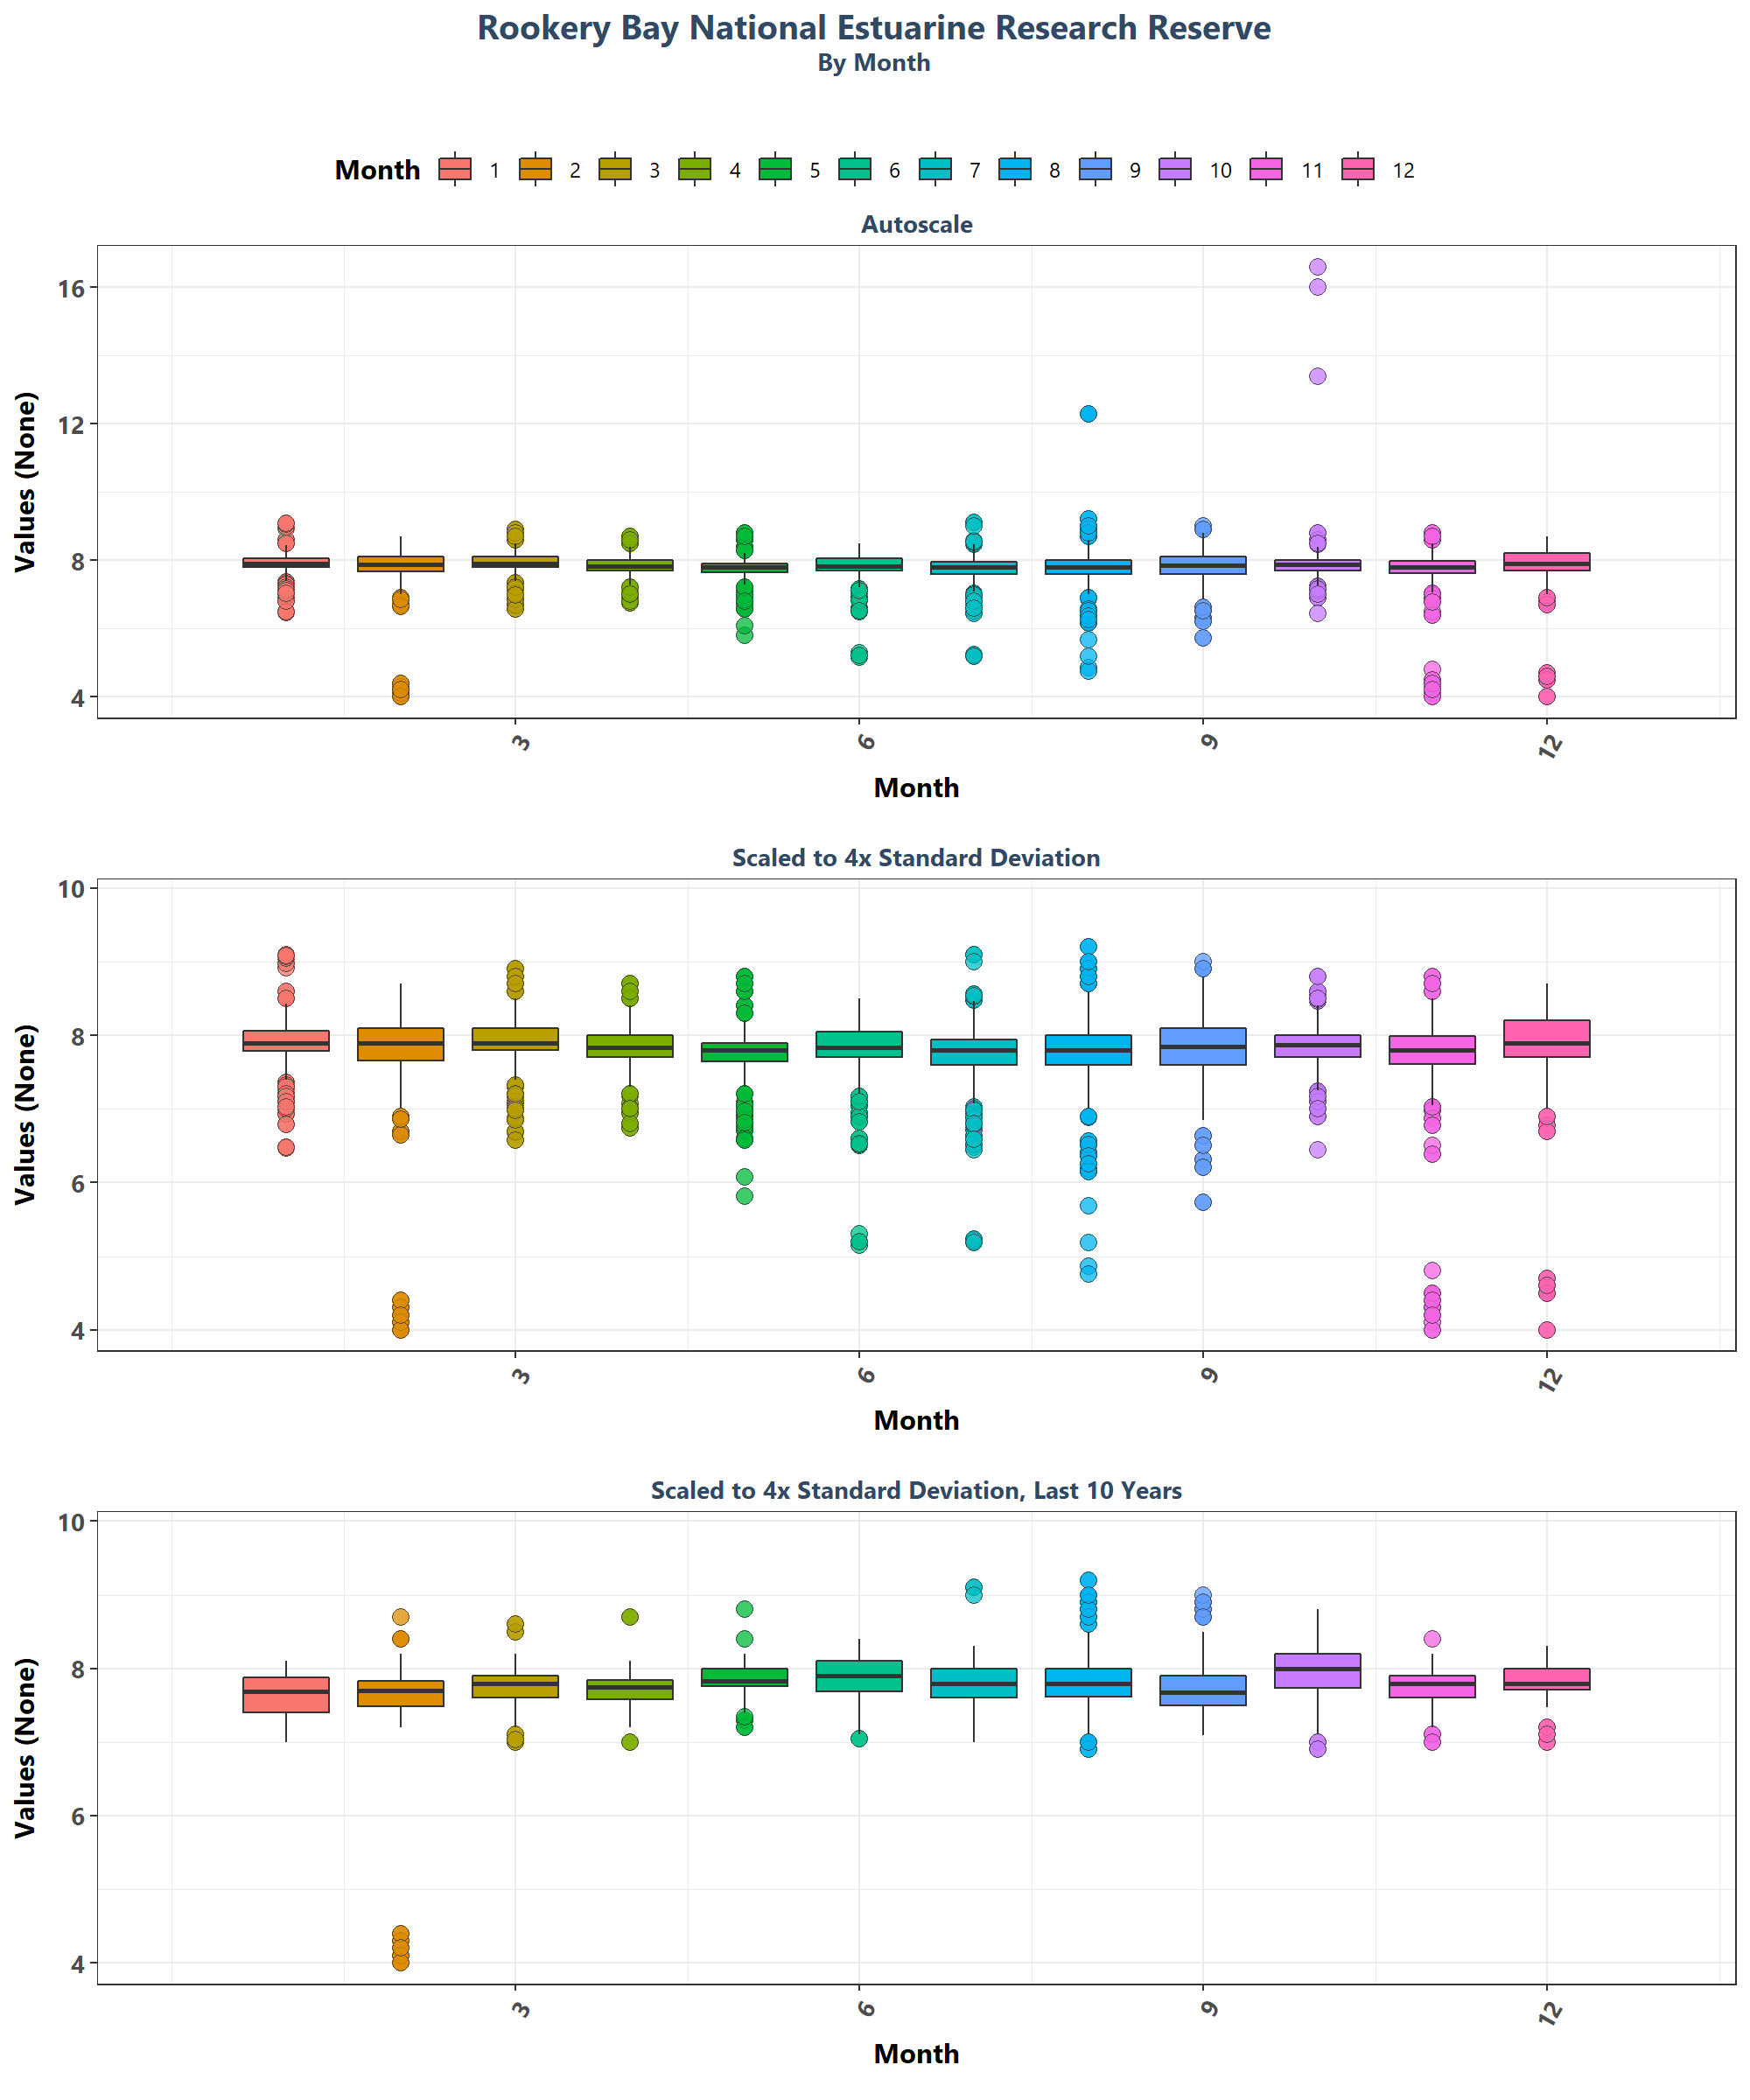 Rookery Bay National Estuarine Research Reserve
By Month
Month 1 2 3 4 5 6 7 8 9 10 11 12
Autoscale
Values (None)
16
12
8
4
3 6 9 12
Month
Scaled to 4x Standard Deviation
Values (None)
10
8
6
4
3 6 9 12
Month
Scaled to 4x Standard Deviation, Last 10 Years
Values (None)
10
8
6
4
3 6 9 12
Month